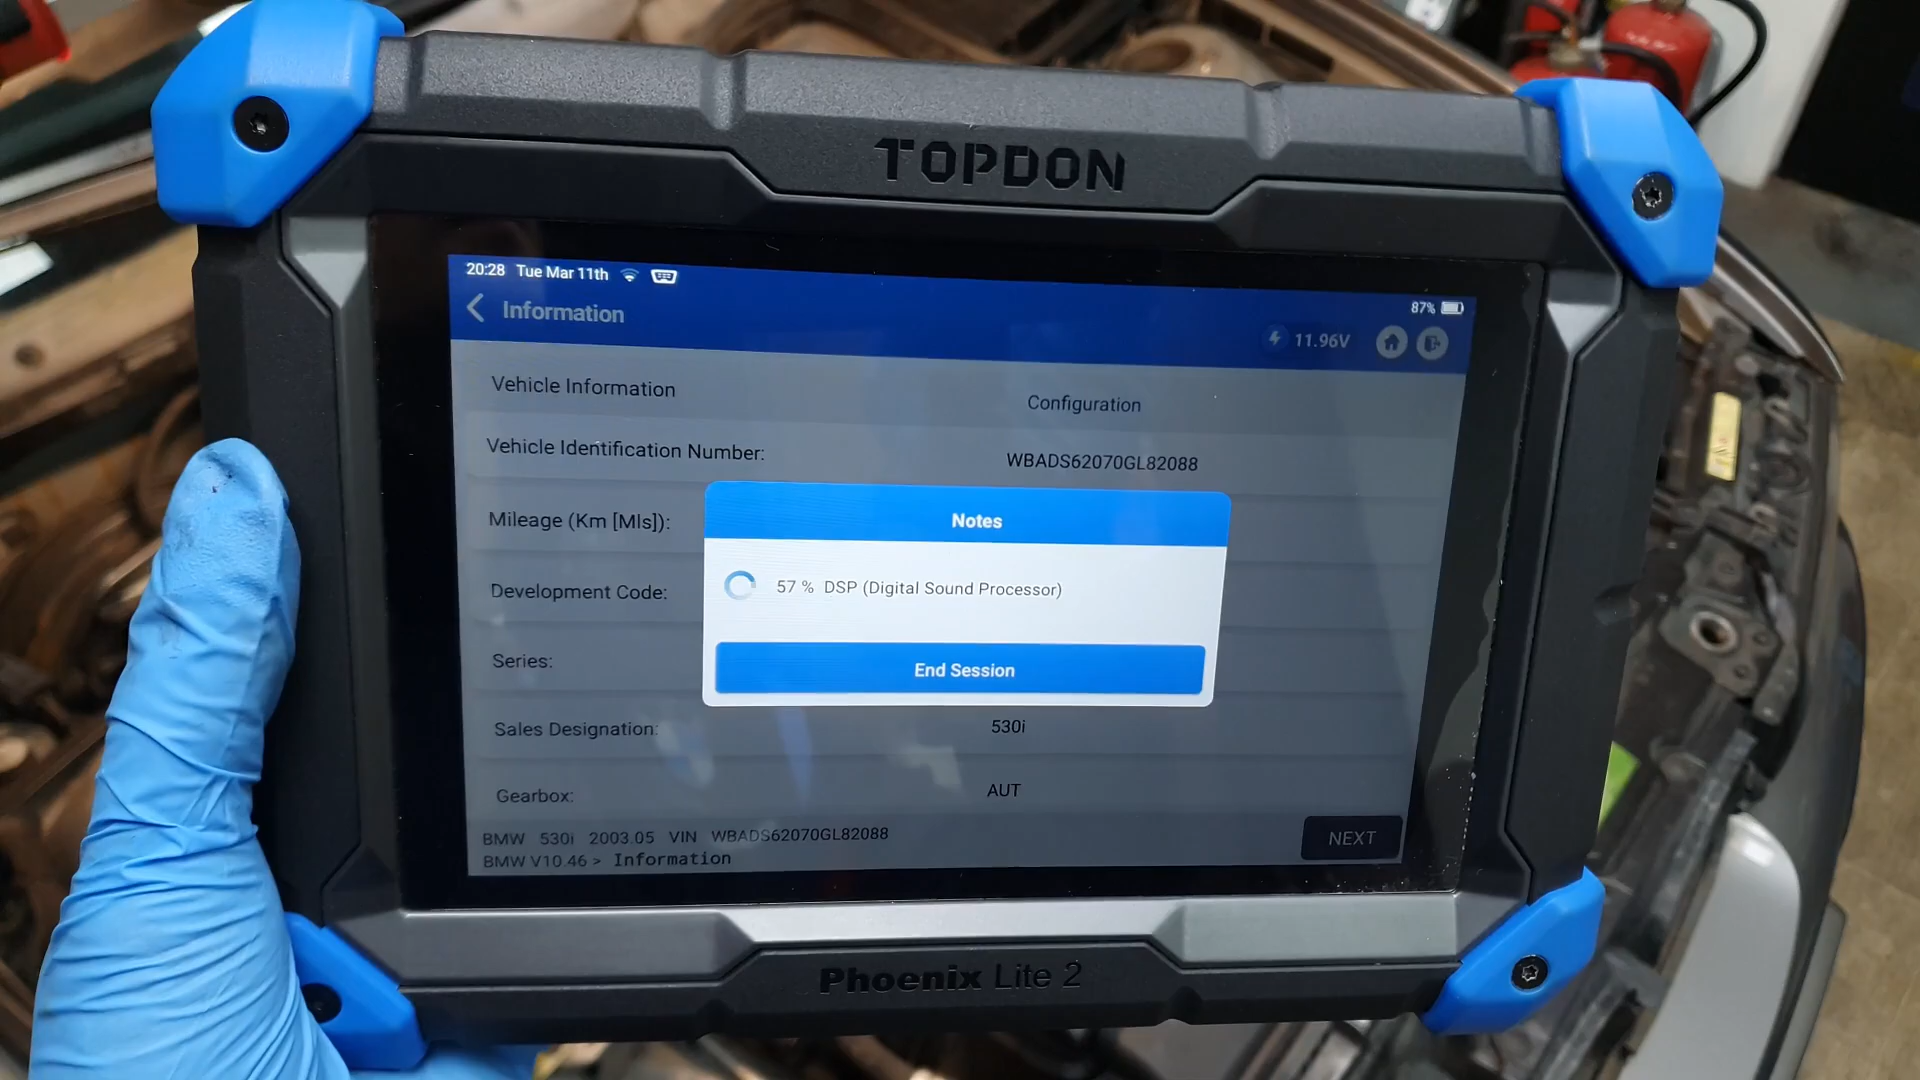 TOPDON
20:28 Tue Mar 11th
87%
Information
11.96V
Vehicle Information Configuration
Vehicle Identification Number: WBADS62070GL82088
Mileage (Km [Mls]):
Notes
57 % DSP (Digital Sound Processor)
Development Code:
End Session
Series:
Sales Designation: 530i
Gearbox: AUT
BMW 530i 2003.05 VIN WBADS62070GL82088
BMW V10.46 > Information
NEXT
Phoenix Lite 2